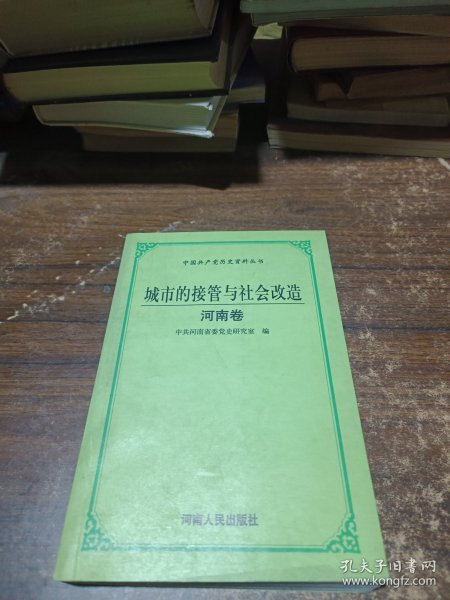 中国共产党历史资料丛书
城市的接管与社会改造
河南卷
中共河南省委党史研究室 编
河南人民出版社
孔夫子旧书网
www.kongfz.com